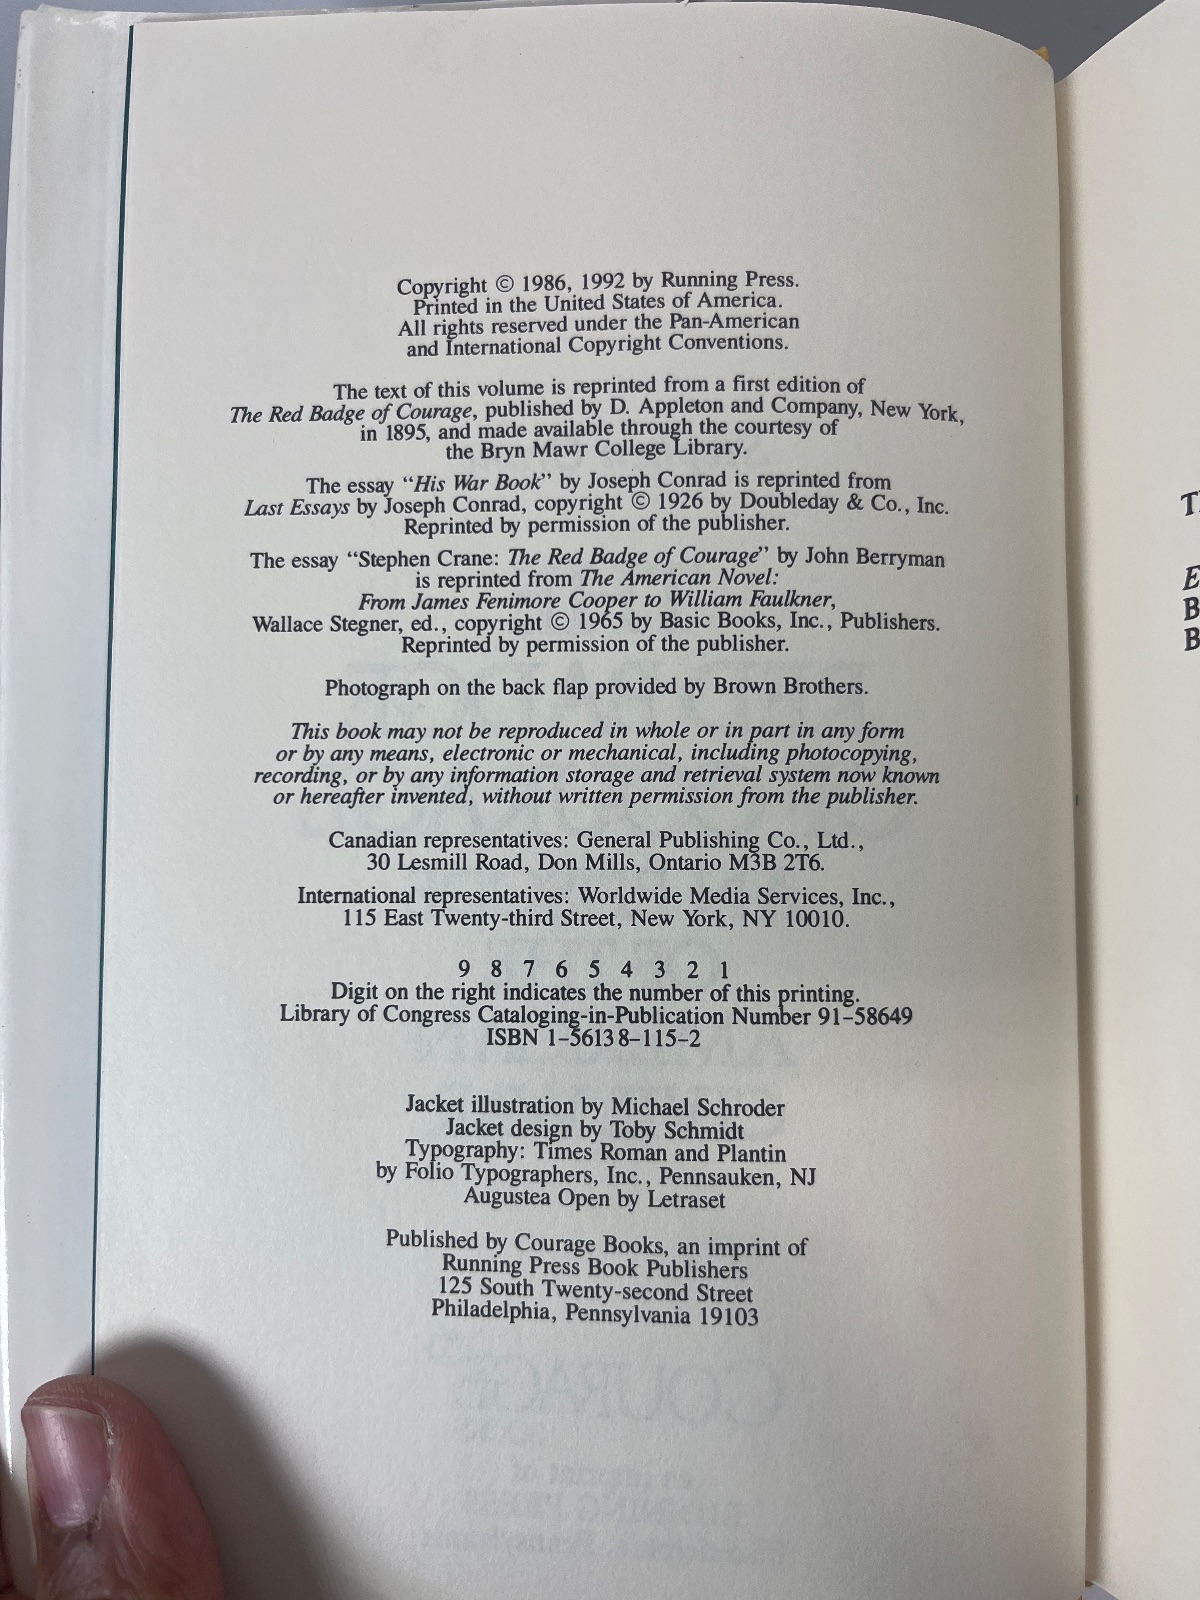 Copyright © 1986, 1992 by Running Press.
Printed in the United States of America.
All rights reserved under the Pan-American
and International Copyright Conventions.
The text of this volume is reprinted from a first edition of
The Red Badge of Courage, published by D. Appleton and Company, New York,
in 1895, and made available through the courtesy of
the Bryn Mawr College Library.
The essay “His War Book” by Joseph Conrad is reprinted from
Last Essays by Joseph Conrad, copyright © 1926 by Doubleday & Co., Inc.
Reprinted by permission of the publisher.
The essay “Stephen Crane: The Red Badge of Courage” by John Berryman
is reprinted from The American Novel:
From James Fenimore Cooper to William Faulkner,
Wallace Stegner, ed., copyright © 1965 by Basic Books, Inc., Publishers.
Reprinted by permission of the publisher.
Photograph on the back flap provided by Brown Brothers.
This book may not be reproduced in whole or in part in any form
or by any means, electronic or mechanical, including photocopying,
recording, or by any information storage and retrieval system now known
or hereafter invented, without written permission from the publisher.
Canadian representatives: General Publishing Co., Ltd.,
30 Lesmill Road, Don Mills, Ontario M3B 2T6.
International representatives: Worldwide Media Services, Inc.,
115 East Twenty-third Street, New York, NY 10010.
9 8 7 6 5 4 3 2 1
Digit on the right indicates the number of this printing.
Library of Congress Cataloging-in-Publication Number 91–58649
ISBN 1–56138–115–2
Jacket illustration by Michael Schroder
Jacket design by Toby Schmidt
Typography: Times Roman and Plantin
by Folio Typographers, Inc., Pennsauken, NJ
Augustea Open by Letraset
Published by Courage Books, an imprint of
Running Press Book Publishers
125 South Twenty-second Street
Philadelphia, Pennsylvania 19103